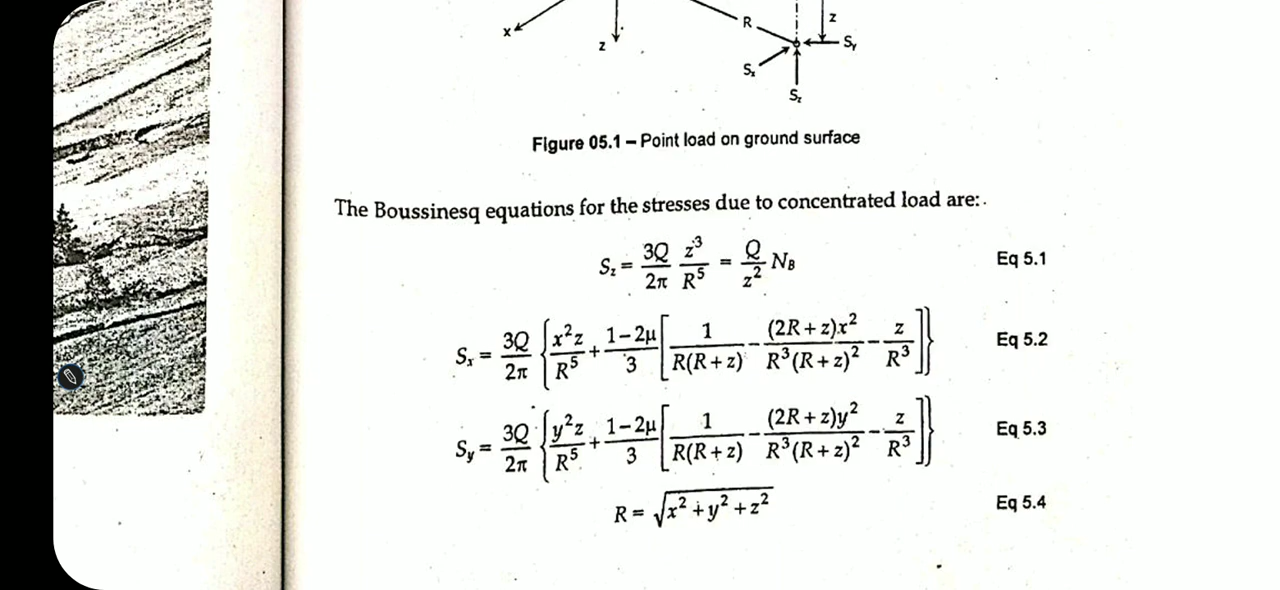 R
z
x
z
Sᵧ
Sₓ
S_z
Figure 05.1 – Point load on ground surface
The Boussinesq equations for the stresses due to concentrated load are:
S_z = 3Q/2π z³/R⁵ = Q/z² N_B Eq 5.1
Sₓ = 3Q/2π {x²z/R⁵ + 1−2μ/3 [1/R(R+z) − (2R+z)x²/R³(R+z)² − z/R³]} Eq 5.2
S_y = 3Q/2π {y²z/R⁵ + 1−2μ/3 [1/R(R+z) − (2R+z)y²/R³(R+z)² − z/R³]} Eq 5.3
R = √x²+y²+z² Eq 5.4